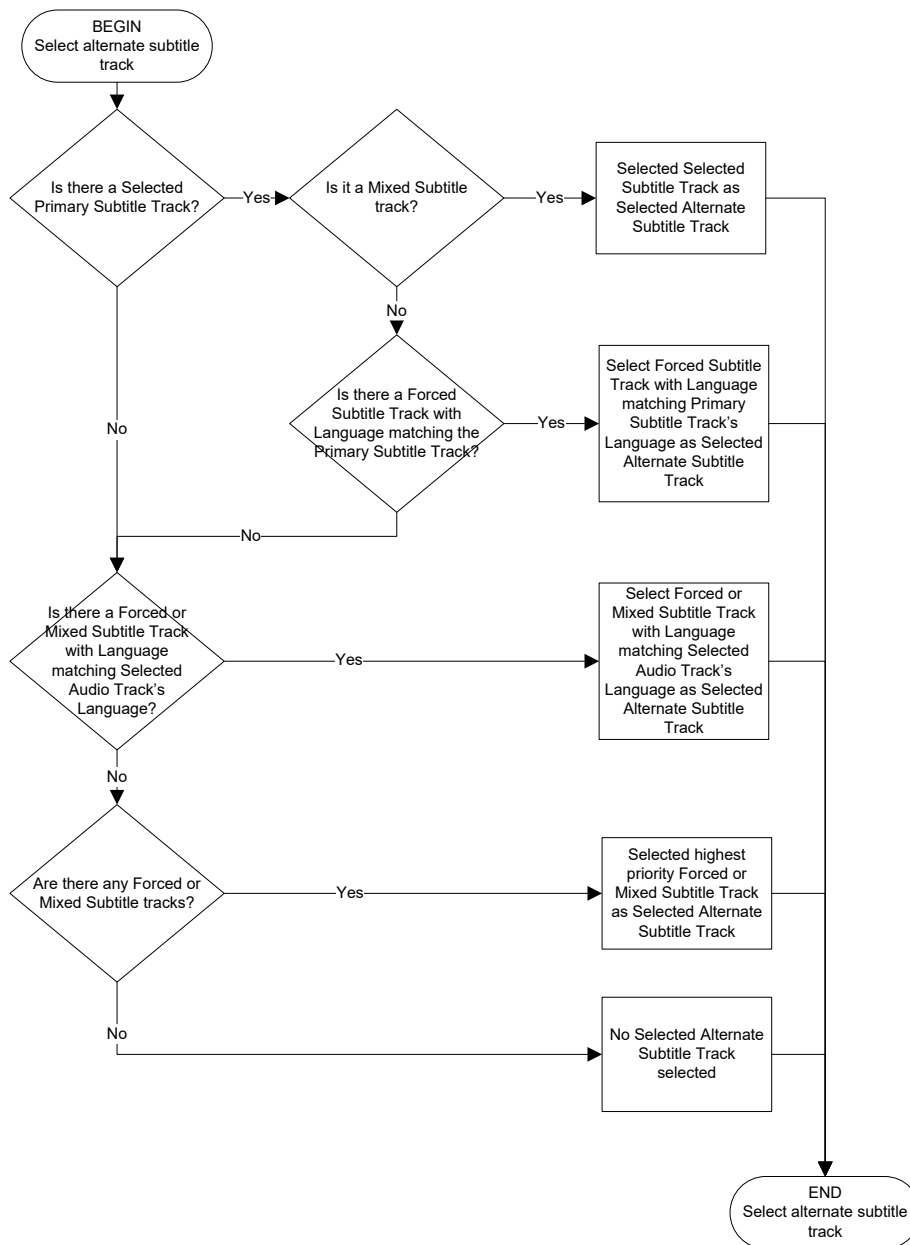 BEGIN
Select alternate subtitle
track
Is there a Selected
Primary Subtitle Track?
Yes
Is it a Mixed Subtitle
track?
Yes
Selected Selected
Subtitle Track as
Selected Alternate
Subtitle Track
No
No
Is there a Forced
Subtitle Track with
Language matching the
Primary Subtitle Track?
Yes
Select Forced Subtitle
Track with Language
matching Primary
Subtitle Track's
Language as Selected
Alternate Subtitle
Track
No
Is there a Forced or
Mixed Subtitle Track
with Language
matching Selected
Audio Track's
Language?
Yes
Select Forced or
Mixed Subtitle Track
with Language
matching Selected
Audio Track's
Language as Selected
Alternate Subtitle
Track
No
Are there any Forced or
Mixed Subtitle tracks?
Yes
Selected highest
priority Forced or
Mixed Subtitle Track
as Selected Alternate
Subtitle Track
No
No Selected Alternate
Subtitle Track
selected
END
Select alternate subtitle
track